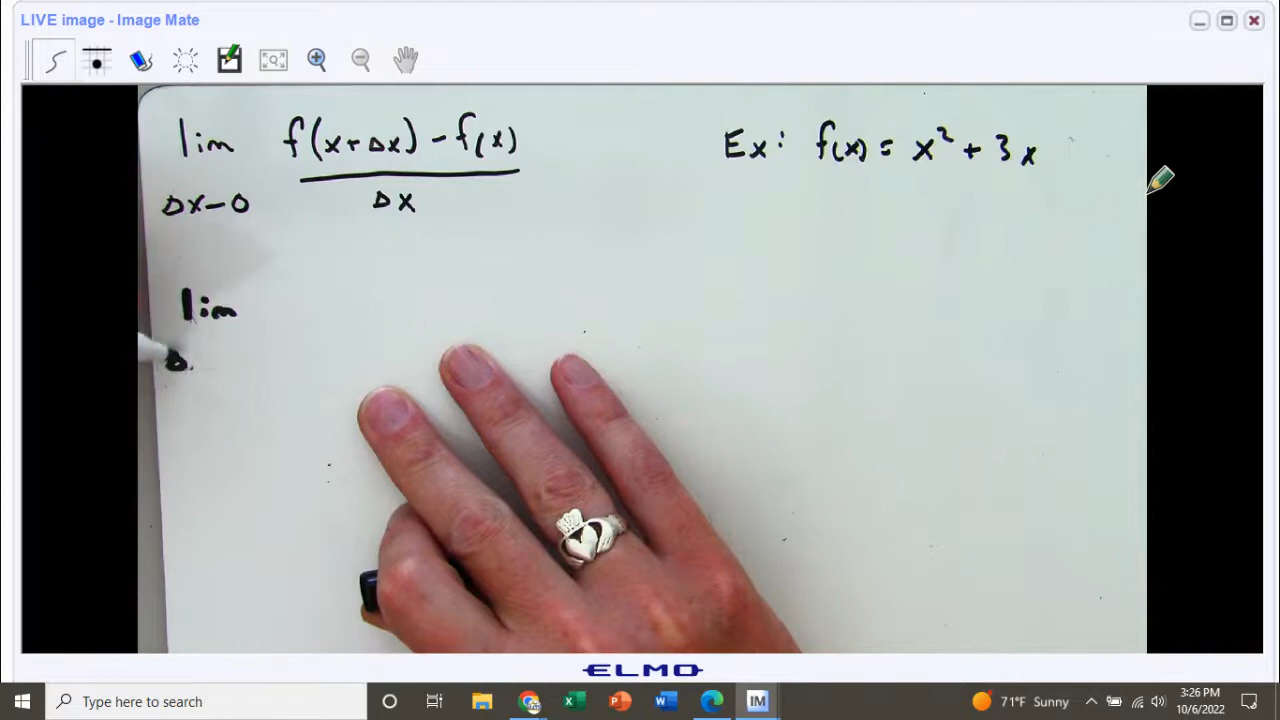 LIVE image - Image Mate
lim f(x+Δx) - f(x)
Δx-0 Δx
Ex: f(x) = x² + 3x
lim
ELMO
Type here to search
71°F Sunny
3:26 PM
10/6/2022